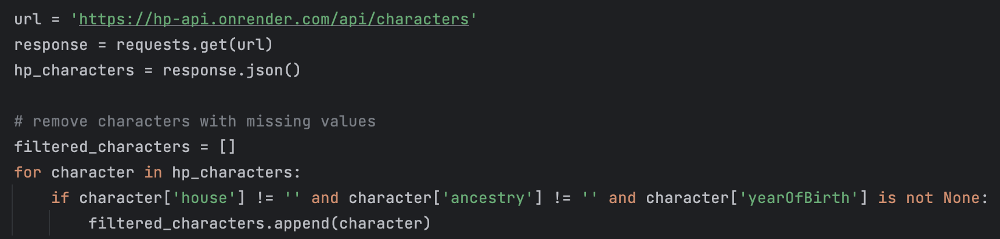 url = 'https://hp-api.onrender.com/api/characters'
response = requests.get(url)
hp_characters = response.json()
# remove characters with missing values
filtered_characters = []
for character in hp_characters:
    if character['house'] != '' and character['ancestry'] != '' and character['yearOfBirth'] is not None:
        filtered_characters.append(character)